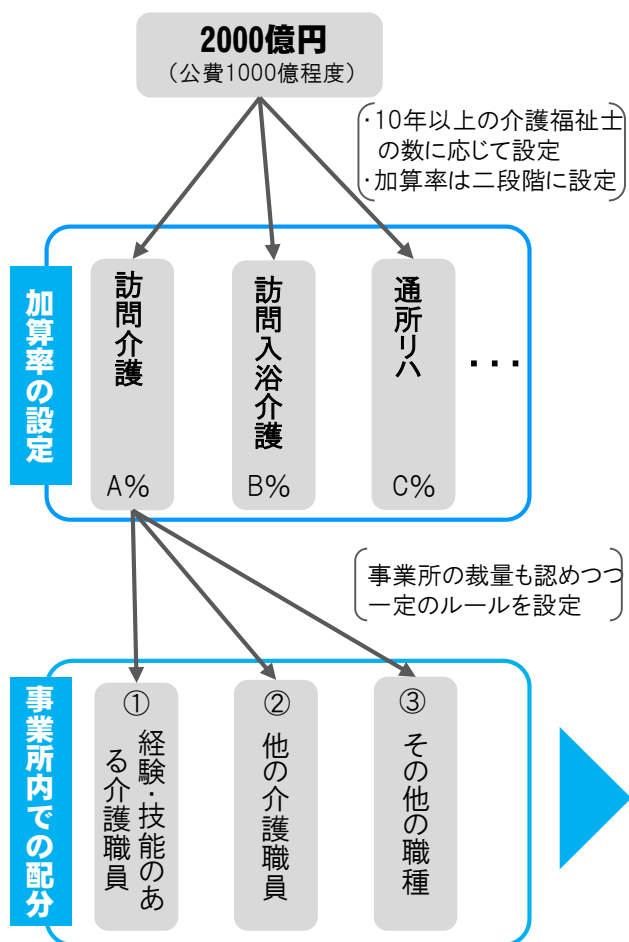 2000億円
（公費1000億程度）
・10年以上の介護福祉士
の数に応じて設定
・加算率は二段階に設定
加算率の設定
訪問介護
A%
訪問入浴介護
B%
通所リハ
C%
・・・
事業所の裁量も認めつつ
一定のルールを設定
事業所内での配分
①
経験・技能のあ
る介護職員
②
他の介護職員
③
その他の職種